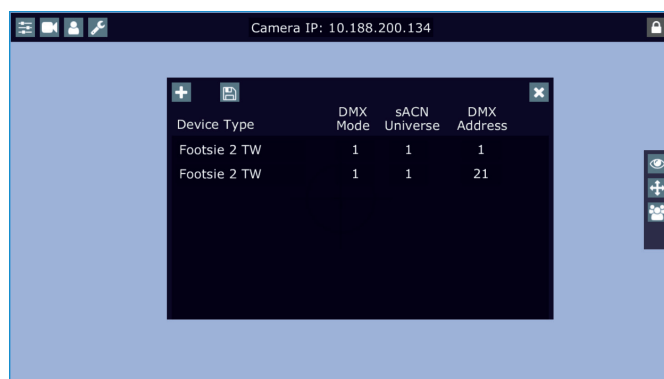 Camera IP: 10.188.200.134
DMX sACN DMX
Device Type Mode Universe Address
Footsie 2 TW 1 1 1
Footsie 2 TW 1 1 21